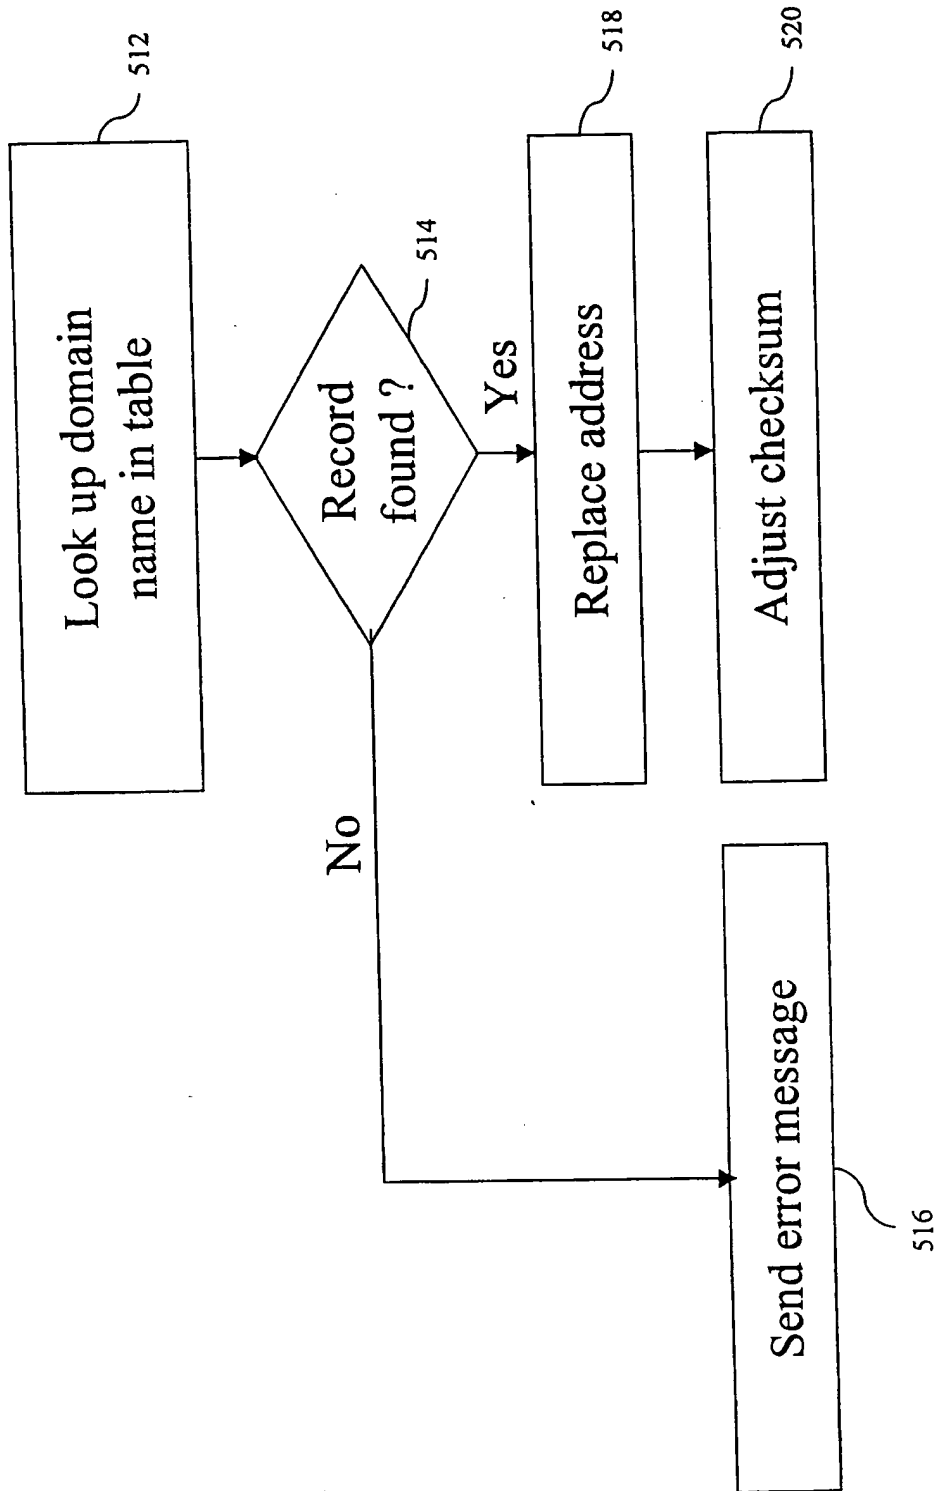 Look up domain
name in table
512
Record
found ?
514
No
Yes
Replace address
518
Adjust checksum
520
Send error message
516